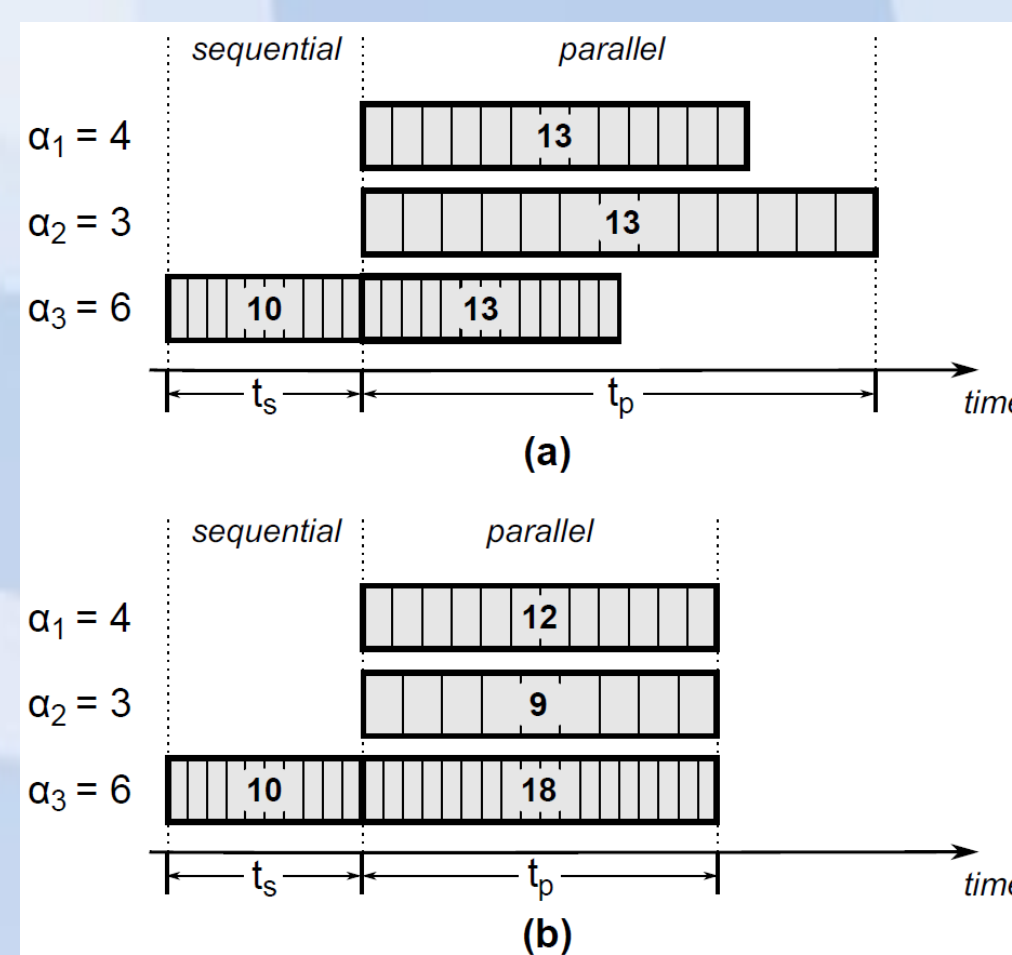 sequential parallel
α₁ = 4 13
α₂ = 3 13
α₃ = 6 10 13
tₛ tₚ
time
(a)
sequential parallel
α₁ = 4 12
α₂ = 3 9
α₃ = 6 10 18
tₛ tₚ
time
(b)